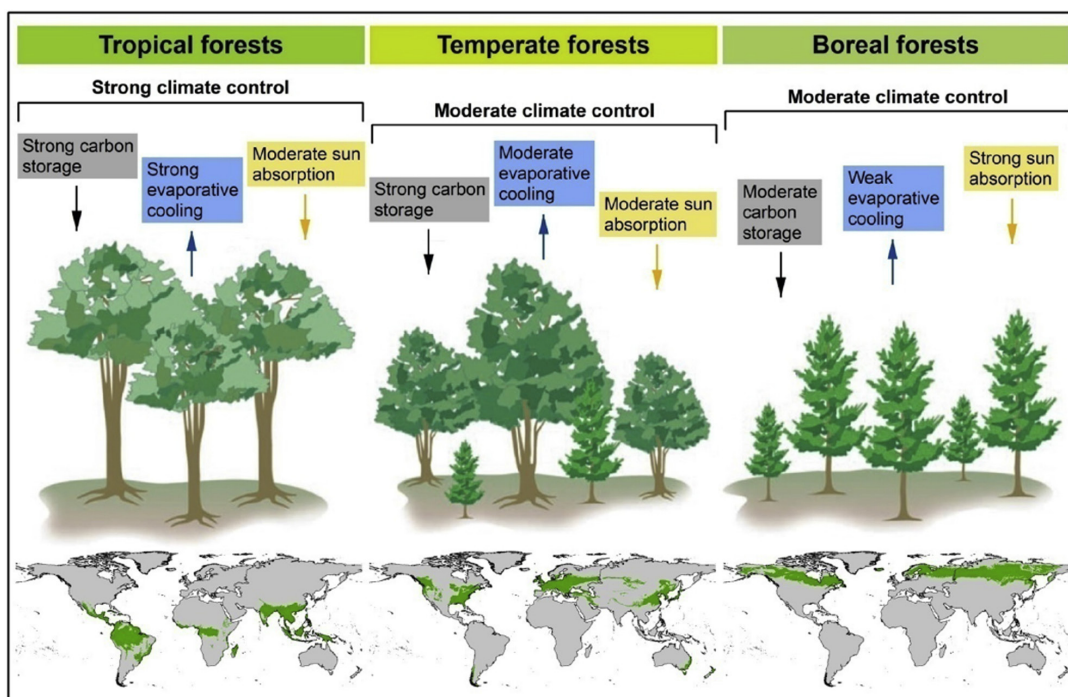 Tropical forests
Strong climate control
Strong carbon
storage
Strong
evaporative
cooling
Moderate sun
absorption
Temperate forests
Moderate climate control
Strong carbon
storage
Moderate
evaporative
cooling
Moderate sun
absorption
Boreal forests
Moderate climate control
Moderate
carbon
storage
Weak
evaporative
cooling
Strong sun
absorption